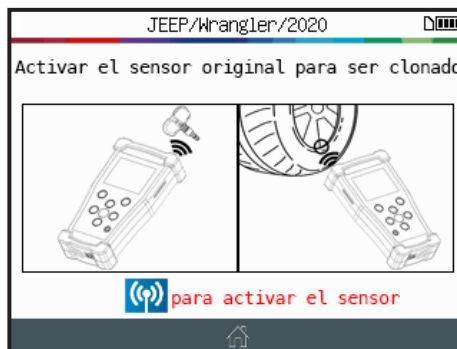 JEEP/Wrangler/2020
Activar el sensor original para ser clonado
para activar el sensor